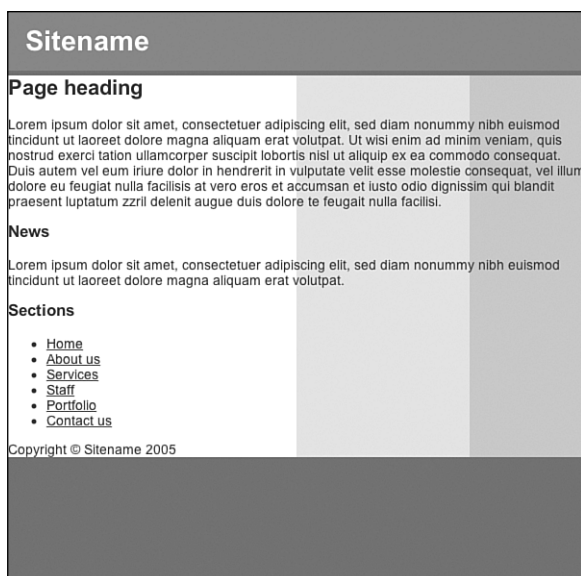 Sitename
Page heading
Lorem ipsum dolor sit amet, consectetuer adipiscing elit, sed diam nonummy nibh euismod
tincidunt ut laoreet dolore magna aliquam erat volutpat. Ut wisi enim ad minim veniam, quis
nostrud exerci tation ullamcorper suscipit lobortis nisl ut aliquip ex ea commodo consequat.
Duis autem vel eum iriure dolor in hendrerit in vulputate velit esse molestie consequat, vel illum
dolore eu feugiat nulla facilisis at vero eros et accumsan et iusto odio dignissim qui blandit
praesent luptatum zzril delenit augue duis dolore te feugait nulla facilisi.
News
Lorem ipsum dolor sit amet, consectetuer adipiscing elit, sed diam nonummy nibh euismod
tincidunt ut laoreet dolore magna aliquam erat volutpat.
Sections
• Home
• About us
• Services
• Staff
• Portfolio
• Contact us
Copyright © Sitename 2005